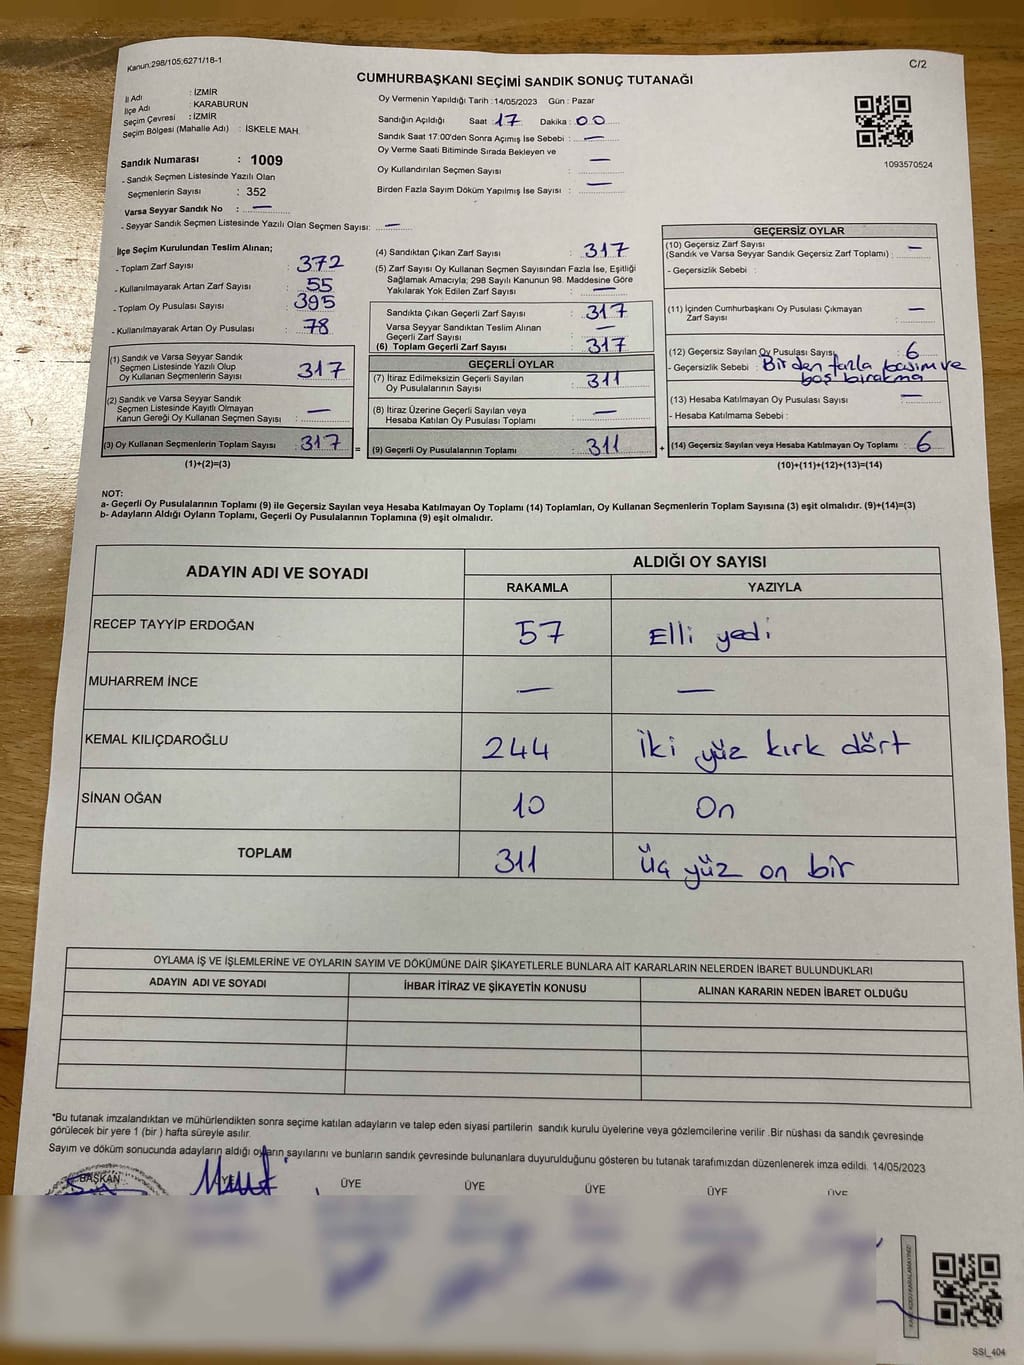 Kanun;298/105;6271/18-1
C/2
CUMHURBAŞKANI SEÇİMİ SANDIK SONUÇ TUTANAĞI
İl Adı : İZMİR
İlçe Adı : KARABURUN
Seçim Çevresi : İZMİR
Seçim Bölgesi (Mahalle Adı) : İSKELE MAH.
Sandık Numarası : 1009
- Sandık Seçmen Listesinde Yazılı Olan
Seçmenlerin Sayısı : 352
Varsa Seyyar Sandık No : —
- Seyyar Sandık Seçmen Listesinde Yazılı Olan Seçmen Sayısı: —
Oy Vermenin Yapıldığı Tarih : 14/05/2023 Gün : Pazar
Sandığın Açıldığı Saat : 17 Dakika : 00
Sandık Saat 17:00'den Sonra Açımış İse Sebebi : —
Oy Verme Saati Bitiminde Sırada Bekleyen ve
Oy Kullandırılan Seçmen Sayısı : —
Birden Fazla Sayım Döküm Yapılmış İse Sayısı : —
1093570524
İlçe Seçim Kurulundan Teslim Alınan;
- Toplam Zarf Sayısı : 372
- Kullanılmayarak Artan Zarf Sayısı : 55
- Toplam Oy Pusulası Sayısı : 395
- Kullanılmayarak Artan Oy Pusulası : 78
(1) Sandık ve Varsa Seyyar Sandık
Seçmen Listesinde Yazılı Olup
Oy Kullanan Seçmenlerin Sayısı : 317
(2) Sandık ve Varsa Seyyar Sandık
Seçmen Listesinde Kayıtlı Olmayan
Kanun Gereği Oy Kullanan Seçmen Sayısı : —
(3) Oy Kullanan Seçmenlerin Toplam Sayısı : 317
(1)+(2)=(3)
(4) Sandıktan Çıkan Zarf Sayısı : 317
(5) Zarf Sayısı Oy Kullanan Seçmen Sayısından Fazla İse, Eşitliği
Sağlamak Amacıyla; 298 Sayılı Kanunun 98. Maddesine Göre
Yakılarak Yok Edilen Zarf Sayısı : —
Sandıkta Çıkan Geçerli Zarf Sayısı : 317
Varsa Seyyar Sandıktan Teslim Alınan
Geçerli Zarf Sayısı : —
(6) Toplam Geçerli Zarf Sayısı : 317
GEÇERLİ OYLAR
(7) İtiraz Edilmeksizin Geçerli Sayılan
Oy Pusulalarının Sayısı : 311
(8) İtiraz Üzerine Geçerli Sayılan veya
Hesaba Katılan Oy Pusulası Toplamı : —
= (9) Geçerli Oy Pusulalarının Toplamı : 311
GEÇERSİZ OYLAR
(10) Geçersiz Zarf Sayısı
(Sandık ve Varsa Seyyar Sandık Geçersiz Zarf Toplamı) : —
- Geçersizlik Sebebi :
(11) İçinden Cumhurbaşkanı Oy Pusulası Çıkmayan
Zarf Sayısı : —
(12) Geçersiz Sayılan Oy Pusulası Sayısı : 6
- Geçersizlik Sebebi : Birden fazla basım ve
boş bırakma
(13) Hesaba Katılmayan Oy Pusulası Sayısı : —
- Hesaba Katılmama Sebebi :
+ (14) Geçersiz Sayılan veya Hesaba Katılmayan Oy Toplamı : 6
(10)+(11)+(12)+(13)=(14)
NOT:
a- Geçerli Oy Pusulalarının Toplamı (9) ile Geçersiz Sayılan veya Hesaba Katılmayan Oy Toplamı (14) Toplamları, Oy Kullanan Seçmenlerin Toplam Sayısına (3) eşit olmalıdır. (9)+(14)=(3)
b- Adayların Aldığı Oyların Toplamı, Geçerli Oy Pusulalarının Toplamına (9) eşit olmalıdır.
ADAYIN ADI VE SOYADI
ALDIĞI OY SAYISI
RAKAMLA YAZIYLA
RECEP TAYYİP ERDOĞAN 57 Elli yedi
MUHARREM İNCE — —
KEMAL KILIÇDAROĞLU 244 İki yüz kırk dört
SİNAN OĞAN 10 On
TOPLAM 311 üç yüz on bir
OYLAMA İŞ VE İŞLEMLERİNE VE OYLARIN SAYIM VE DÖKÜMÜNE DAİR ŞİKAYETLERLE BUNLARA AİT KARARLARIN NELERDEN İBARET BULUNDUKLARI
ADAYIN ADI VE SOYADI İHBAR İTİRAZ VE ŞİKAYETİN KONUSU ALINAN KARARIN NEDEN İBARET OLDUĞU
*Bu tutanak imzalandıktan ve mühürlendikten sonra seçime katılan adayların ve talep eden siyasi partilerin sandık kurulu üyelerine veya gözlemcilerine verilir .Bir nüshası da sandık çevresinde
görülecek bir yere 1 (bir ) hafta süreyle asılır.
Sayım ve döküm sonucunda adayların aldığı oyların sayılarını ve bunların sandık çevresinde bulunanlara duyurulduğunu gösteren bu tutanak tarafımızdan düzenlenerek imza edildi. 14/05/2023
BAŞKAN ÜYE ÜYE ÜYE ÜYE ÜYE ÜYE
SSI_404